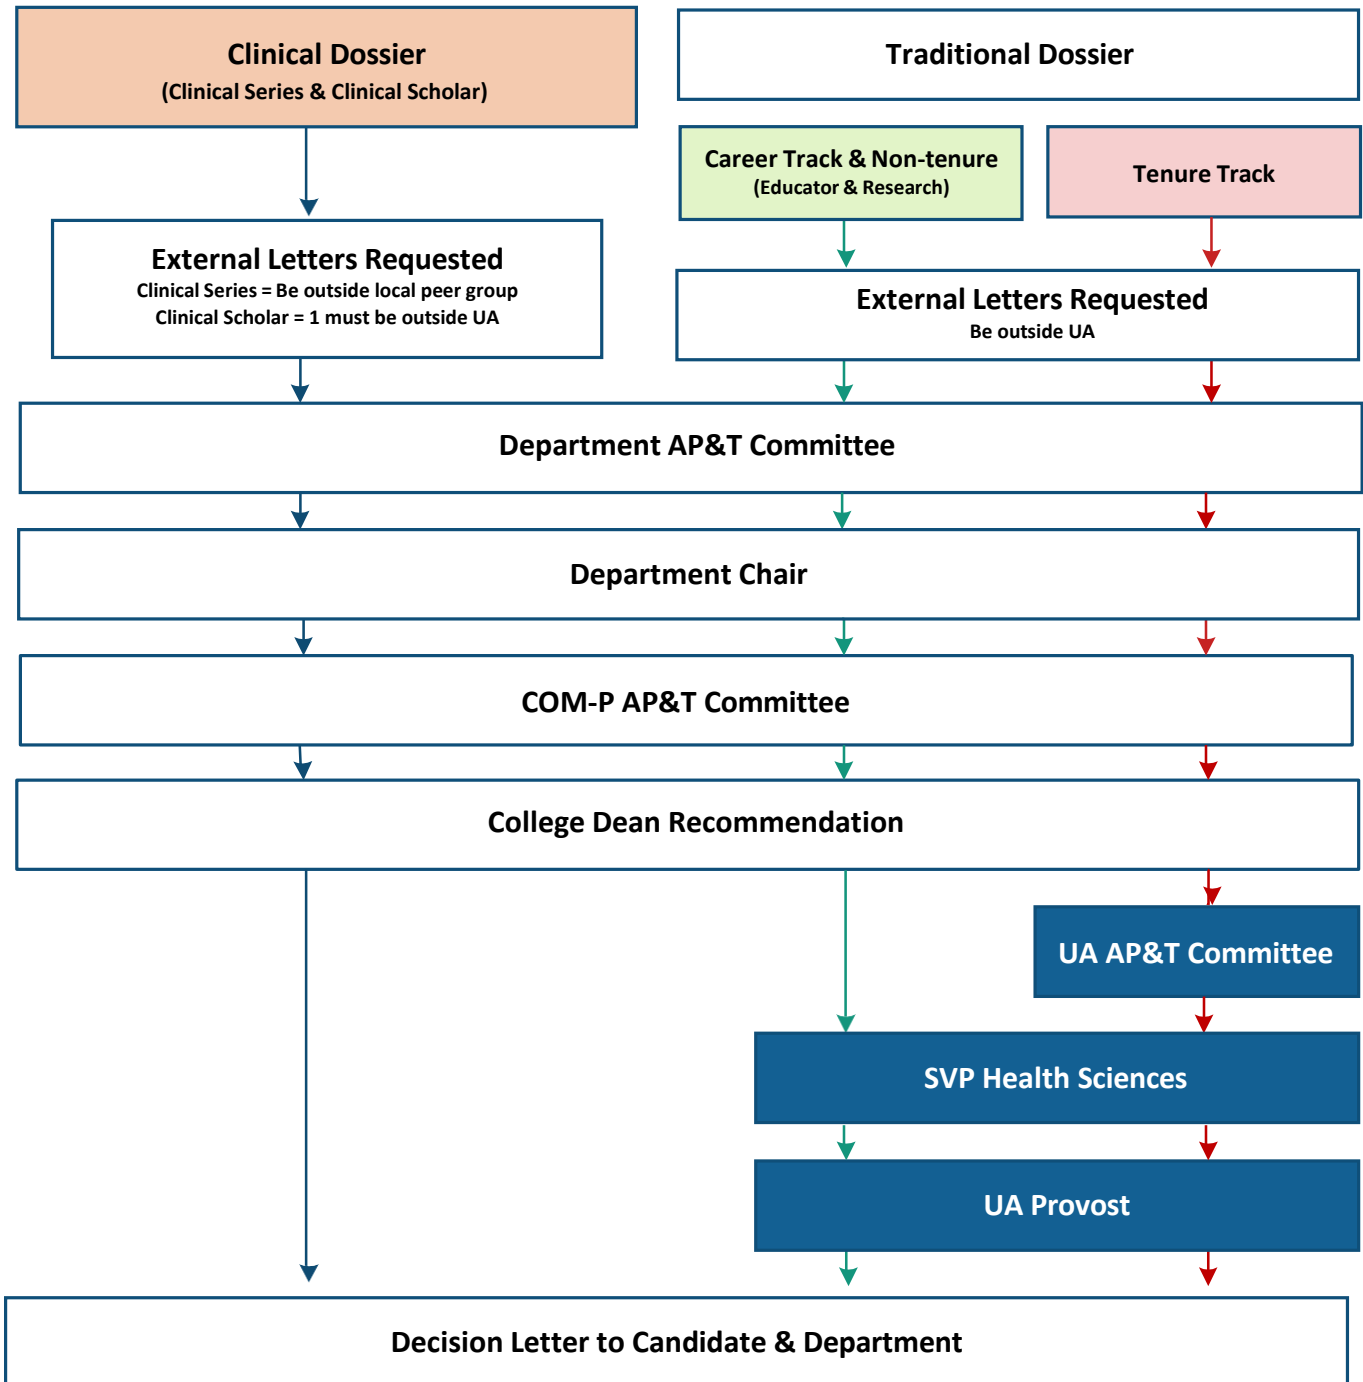 Clinical Dossier
(Clinical Series & Clinical Scholar)
Traditional Dossier
Career Track & Non-tenure
(Educator & Research)
Tenure Track
External Letters Requested
Clinical Series = Be outside local peer group
Clinical Scholar = 1 must be outside UA
External Letters Requested
Be outside UA
Department AP&T Committee
Department Chair
COM-P AP&T Committee
College Dean Recommendation
UA AP&T Committee
SVP Health Sciences
UA Provost
Decision Letter to Candidate & Department